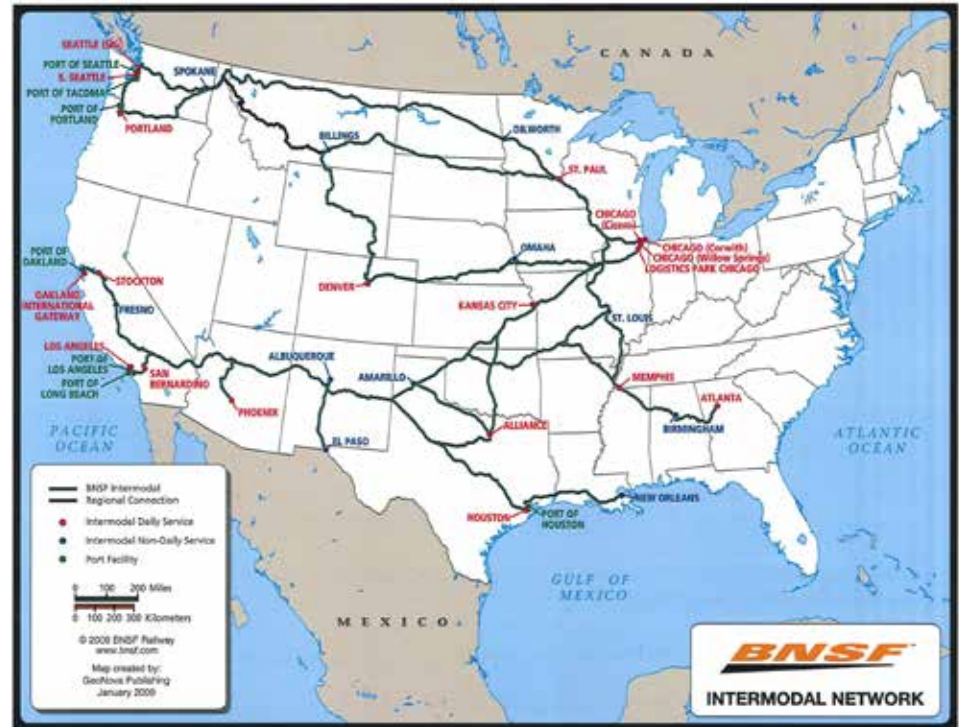 CANADA
SEATTLE (SIG)
PORT OF SEATTLE
S. SEATTLE
PORT OF TACOMA
PORT OF
PORTLAND
PORTLAND
SPOKANE
BILLINGS
DILWORTH
ST. PAUL
CHICAGO
(Cicero)
CHICAGO (Corwith)
CHICAGO (Willow Springs)
LOGISTICS PARK CHICAGO
OMAHA
DENVER
KANSAS CITY
ST. LOUIS
PORT OF
OAKLAND
STOCKTON
OAKLAND
INTERNATIONAL
GATEWAY
FRESNO
LOS ANGELES
PORT OF
LOS ANGELES
PORT OF
LONG BEACH
SAN
BERNARDINO
ALBUQUERQUE
AMARILLO
PHOENIX
EL PASO
ALLIANCE
MEMPHIS
ATLANTA
BIRMINGHAM
HOUSTON
PORT OF
HOUSTON
NEW ORLEANS
PACIFIC
OCEAN
ATLANTIC
OCEAN
GULF OF
MEXICO
MEXICO
BNSF Intermodal
Regional Connection
Intermodal Daily Service
Intermodal Non-Daily Service
Port Facility
0 100 200 Miles
0 100 200 300 Kilometers
© 2009 BNSF Railway
www.bnsf.com
Map created by:
GeoNova Publishing
January 2009
BNSF
INTERMODAL NETWORK